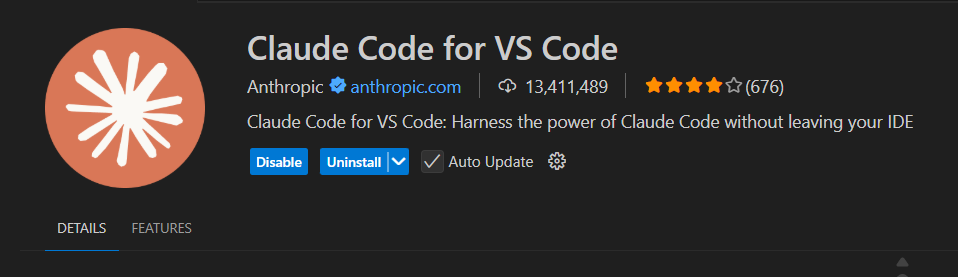 Claude Code for VS Code
Anthropic anthropic.com 13,411,489 (676)
Claude Code for VS Code: Harness the power of Claude Code without leaving your IDE
Disable Uninstall Auto Update
DETAILS FEATURES